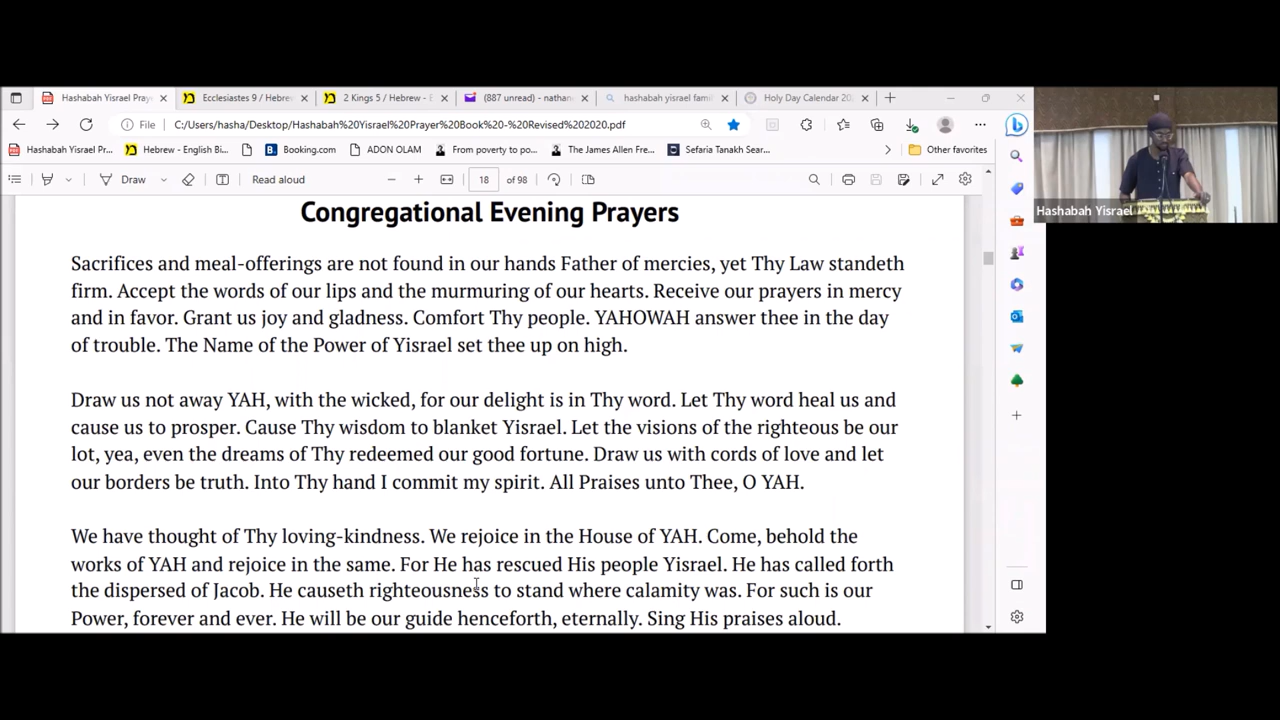 Hashabah Yisrael Praye
Ecclesiastes 9 / Hebrew
2 Kings 5 / Hebrew - E
(887 unread) - nathan
hashabah yisrael fami
Holy Day Calendar 20
File
C:/Users/hasha/Desktop/Hashabah%20Yisrael%20Prayer%20Book%20-%20Revised%202020.pdf
Hashabah Yisrael Pr...
Hebrew - English Bi...
Booking.com
ADON OLAM
From poverty to po...
The James Allen Fre...
Sefaria Tanakh Sear...
Other favorites
Draw
Read aloud
18
of 98
Hashabah Yisrael
Congregational Evening Prayers
Sacrifices and meal-offerings are not found in our hands Father of mercies, yet Thy Law standeth
firm. Accept the words of our lips and the murmuring of our hearts. Receive our prayers in mercy
and in favor. Grant us joy and gladness. Comfort Thy people. YAHOWAH answer thee in the day
of trouble. The Name of the Power of Yisrael set thee up on high.
Draw us not away YAH, with the wicked, for our delight is in Thy word. Let Thy word heal us and
cause us to prosper. Cause Thy wisdom to blanket Yisrael. Let the visions of the righteous be our
lot, yea, even the dreams of Thy redeemed our good fortune. Draw us with cords of love and let
our borders be truth. Into Thy hand I commit my spirit. All Praises unto Thee, O YAH.
We have thought of Thy loving-kindness. We rejoice in the House of YAH. Come, behold the
works of YAH and rejoice in the same. For He has rescued His people Yisrael. He has called forth
the dispersed of Jacob. He causeth righteousness to stand where calamity was. For such is our
Power, forever and ever. He will be our guide henceforth, eternally. Sing His praises aloud.